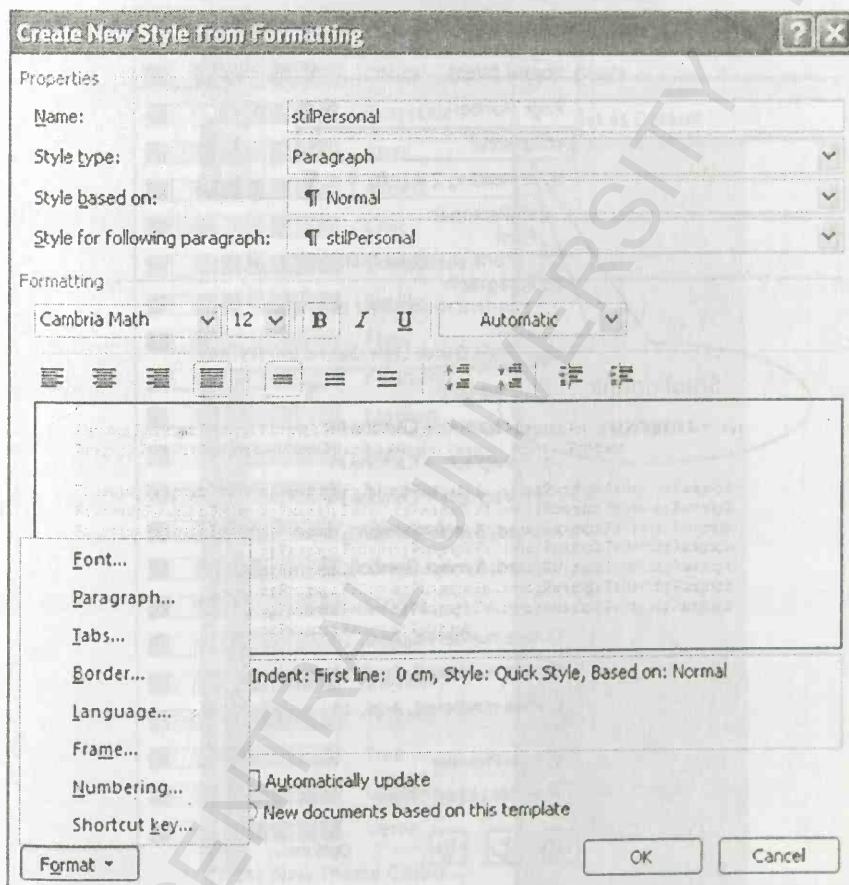 Create New Style from Formatting
Properties
Name: stilPersonal
Style type: Paragraph
Style based on: ¶ Normal
Style for following paragraph: ¶ stilPersonal
Formatting
Cambria Math 12 B I U Automatic
Indent: First line: 0 cm, Style: Quick Style, Based on: Normal
Automatically update
New documents based on this template
Font...
Paragraph...
Tabs...
Border...
Language...
Frame...
Numbering...
Shortcut key...
Format
OK Cancel
CENTRAL UNIVERSITY